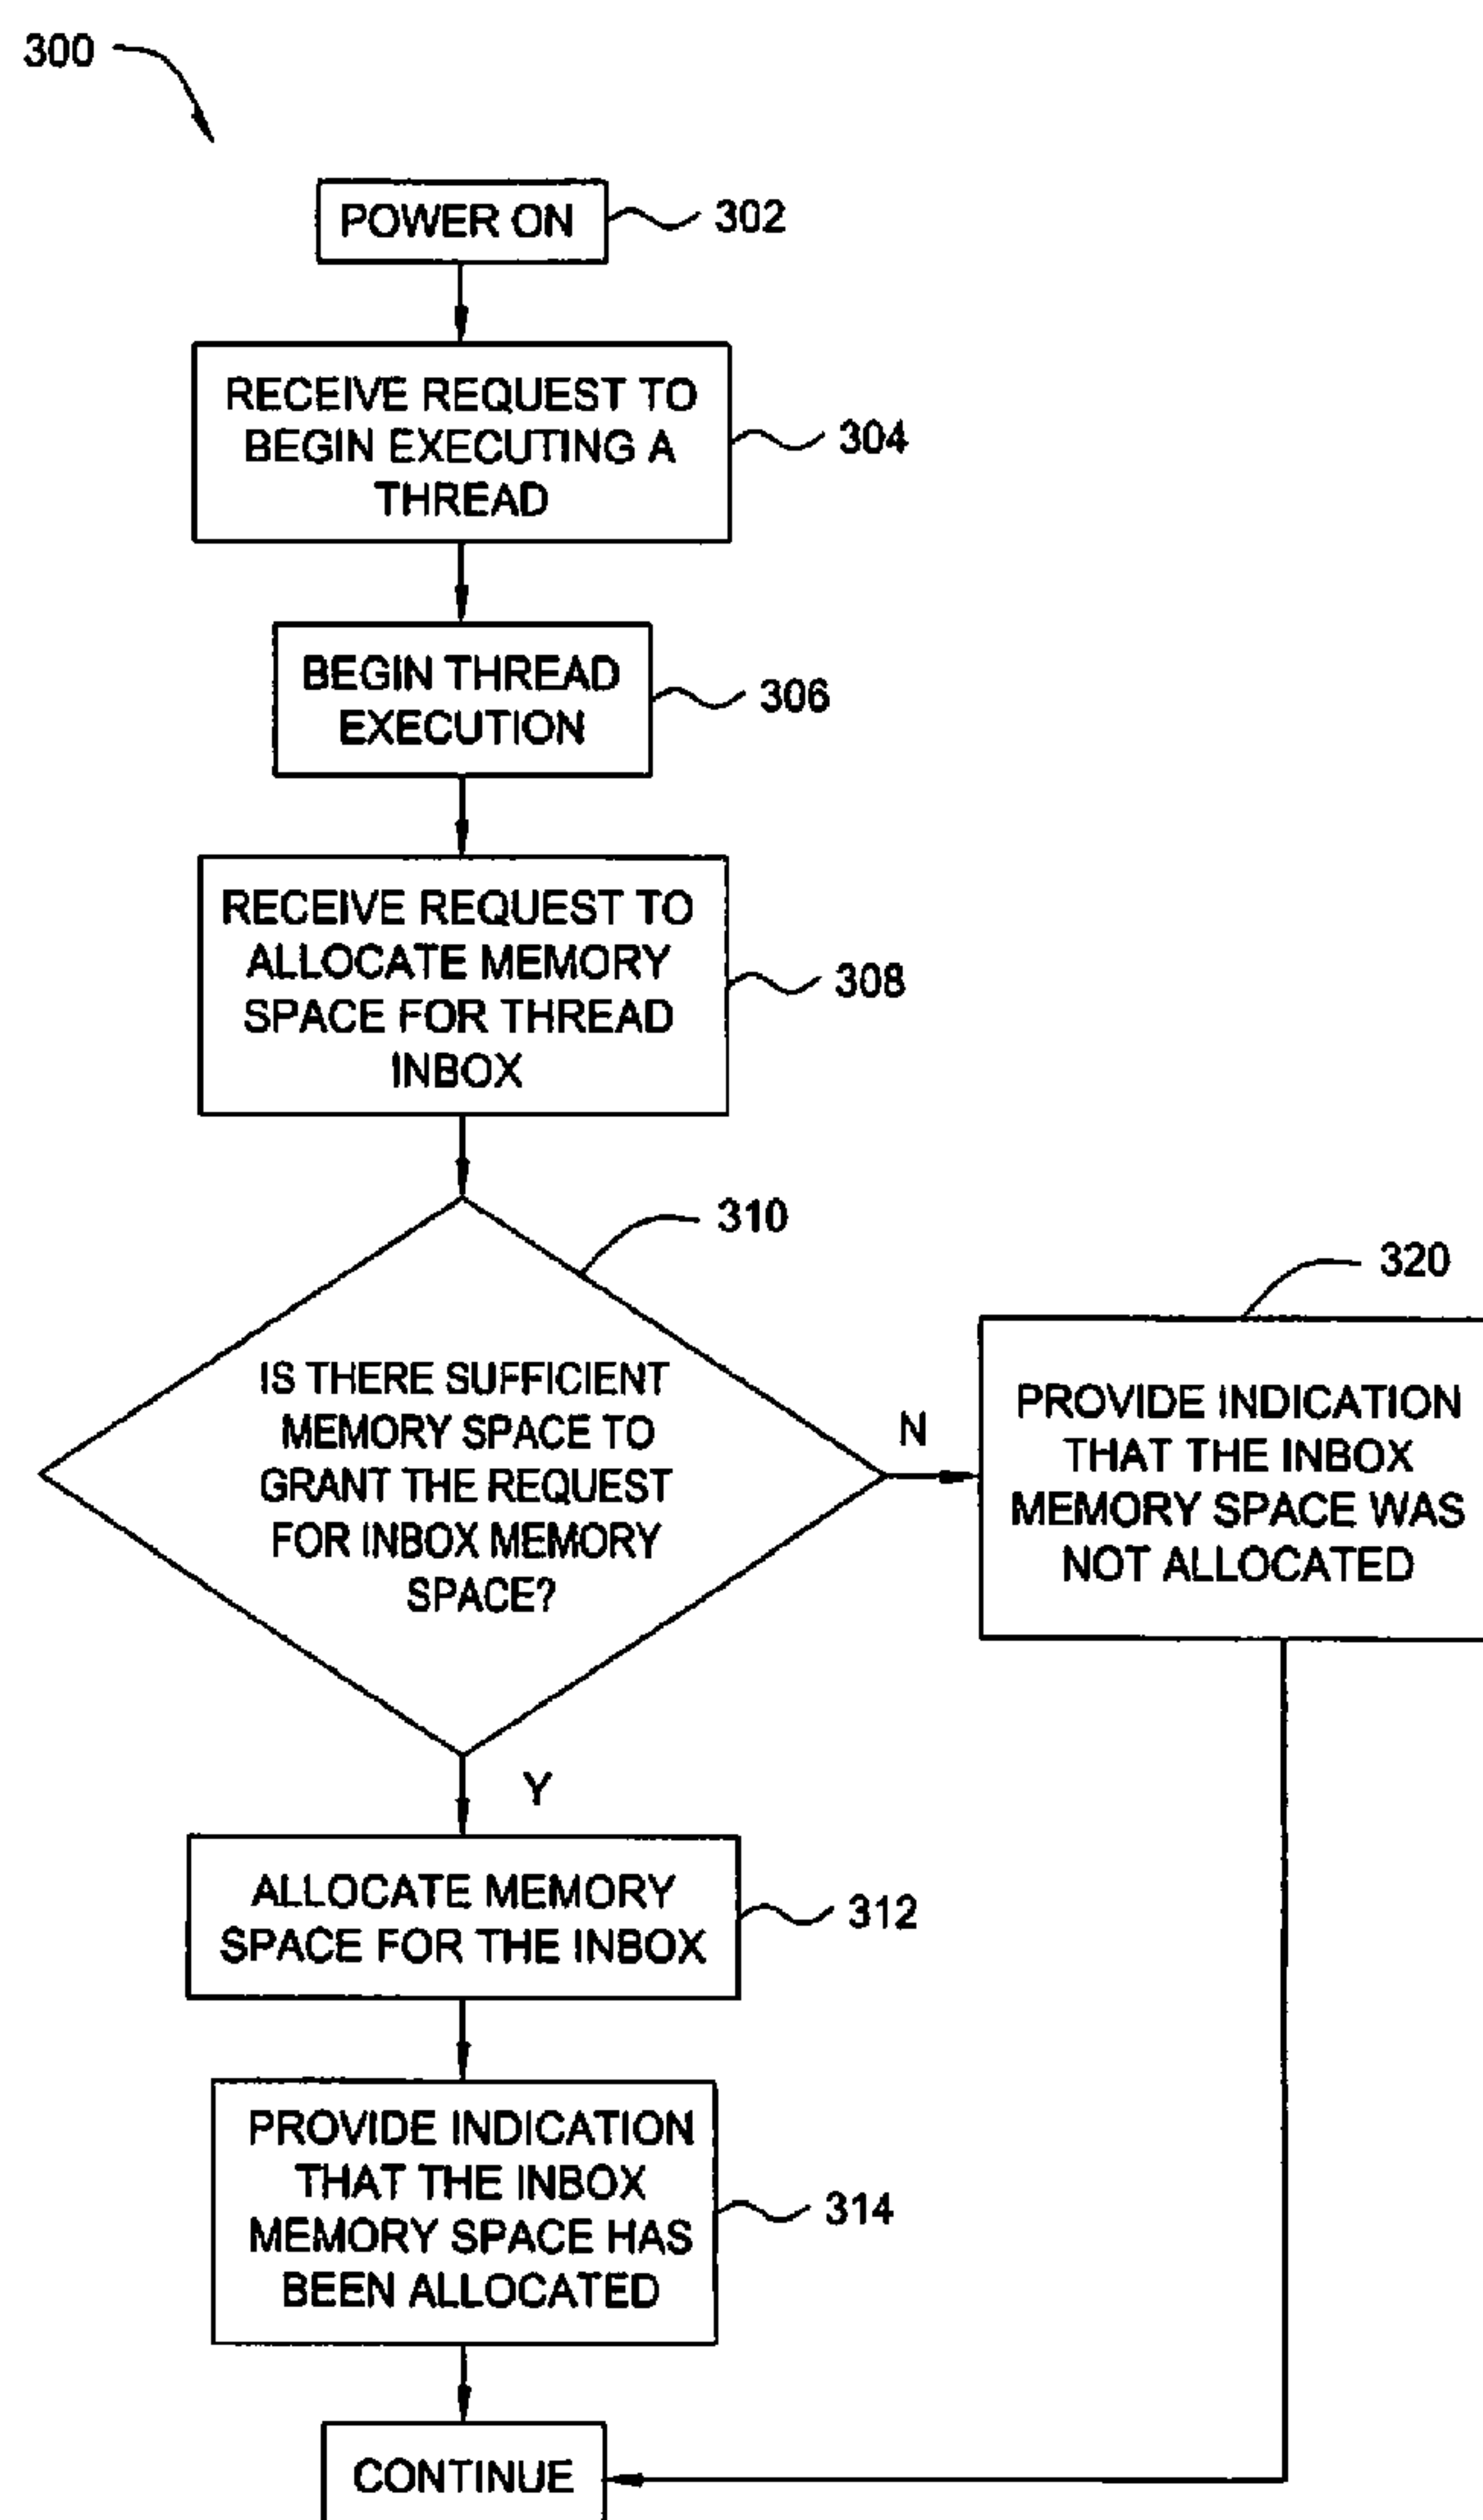 300
POWER ON
302
RECEIVE REQUEST TO
BEGIN EXECUTING A
THREAD
304
BEGIN THREAD
EXECUTION
306
RECEIVE REQUEST TO
ALLOCATE MEMORY
SPACE FOR THREAD
INBOX
308
310
IS THERE SUFFICIENT
MEMORY SPACE TO
GRANT THE REQUEST
FOR INBOX MEMORY
SPACE?
N
320
PROVIDE INDICATION
THAT THE INBOX
MEMORY SPACE WAS
NOT ALLOCATED
Y
ALLOCATE MEMORY
SPACE FOR THE INBOX
312
PROVIDE INDICATION
THAT THE INBOX
MEMORY SPACE HAS
BEEN ALLOCATED
314
CONTINUE